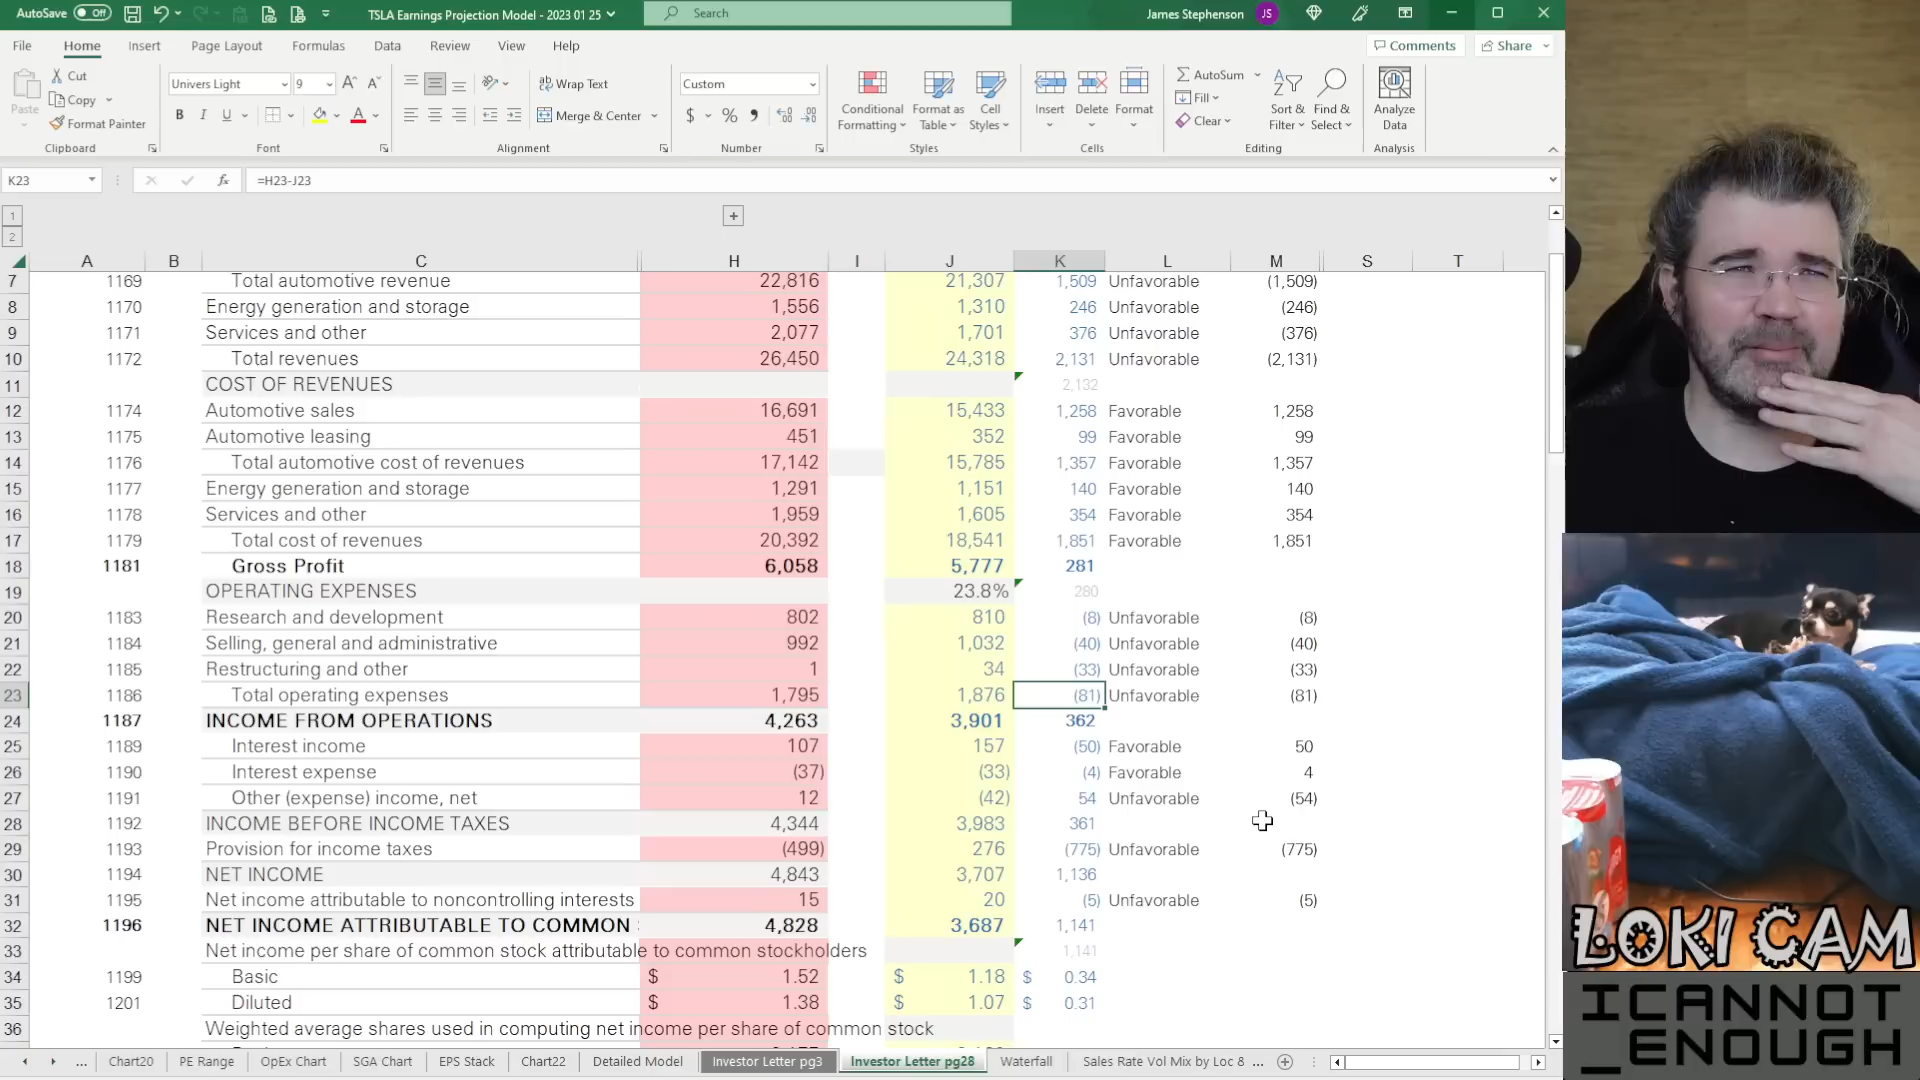 AutoSave Off TSLA Earnings Projection Model - 2023 01 25 Search James Stephenson JS
File Home Insert Page Layout Formulas Data Review View Help Comments Share
Cut Univers Light 9 Wrap Text Custom AutoSum
Paste Copy Fill
Format Painter B I U Merge & Center $ % Conditional Formatting Format as Table Cell Styles Insert Delete Format Clear Sort & Filter Find & Select Analyze Data
Clipboard Font Alignment Number Styles Cells Editing Analysis
K23 fx =H23-J23
1
2
A B C H I J K L M S T
7 1169 Total automotive revenue 22,816 21,307 1,509 Unfavorable (1,509)
8 1170 Energy generation and storage 1,556 1,310 246 Unfavorable (246)
9 1171 Services and other 2,077 1,701 376 Unfavorable (376)
10 1172 Total revenues 26,450 24,318 2,131 Unfavorable (2,131)
11 COST OF REVENUES 2,132
12 1174 Automotive sales 16,691 15,433 1,258 Favorable 1,258
13 1175 Automotive leasing 451 352 99 Favorable 99
14 1176 Total automotive cost of revenues 17,142 15,785 1,357 Favorable 1,357
15 1177 Energy generation and storage 1,291 1,151 140 Favorable 140
16 1178 Services and other 1,959 1,605 354 Favorable 354
17 1179 Total cost of revenues 20,392 18,541 1,851 Favorable 1,851
18 1181 Gross Profit 6,058 5,777 281
19 OPERATING EXPENSES 23.8% 280
20 1183 Research and development 802 810 (8) Unfavorable (8)
21 1184 Selling, general and administrative 992 1,032 (40) Unfavorable (40)
22 1185 Restructuring and other 1 34 (33) Unfavorable (33)
23 1186 Total operating expenses 1,795 1,876 (81) Unfavorable (81)
24 1187 INCOME FROM OPERATIONS 4,263 3,901 362
25 1189 Interest income 107 157 (50) Favorable 50
26 1190 Interest expense (37) (33) (4) Favorable 4
27 1191 Other (expense) income, net 12 (42) 54 Unfavorable (54)
28 1192 INCOME BEFORE INCOME TAXES 4,344 3,983 361
29 1193 Provision for income taxes (499) 276 (775) Unfavorable (775)
30 1194 NET INCOME 4,843 3,707 1,136
31 1195 Net income attributable to noncontrolling interests 15 20 (5) Unfavorable (5)
32 1196 NET INCOME ATTRIBUTABLE TO COMMON 4,828 3,687 1,141
33 Net income per share of common stock attributable to common stockholders 1,141
34 1199 Basic $ 1.52 $ 1.18 $ 0.34
35 1201 Diluted $ 1.38 $ 1.07 $ 0.31
36 Weighted average shares used in computing net income per share of common stock
... Chart20 PE Range OpEx Chart SGA Chart EPS Stack Chart22 Detailed Model Investor Letter pg3 Investor Letter pg28 Waterfall Sales Rate Vol Mix by Loc & ...
LOKI CAM
ICANNOT
_ENOUGH